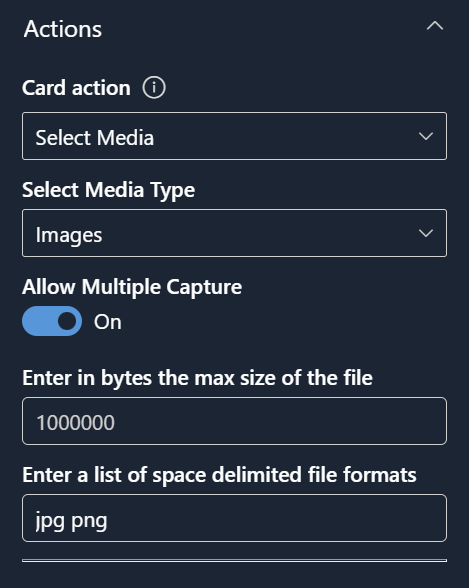 Actions
Card action
Select Media
Select Media Type
Images
Allow Multiple Capture
On
Enter in bytes the max size of the file
1000000
Enter a list of space delimited file formats
jpg png